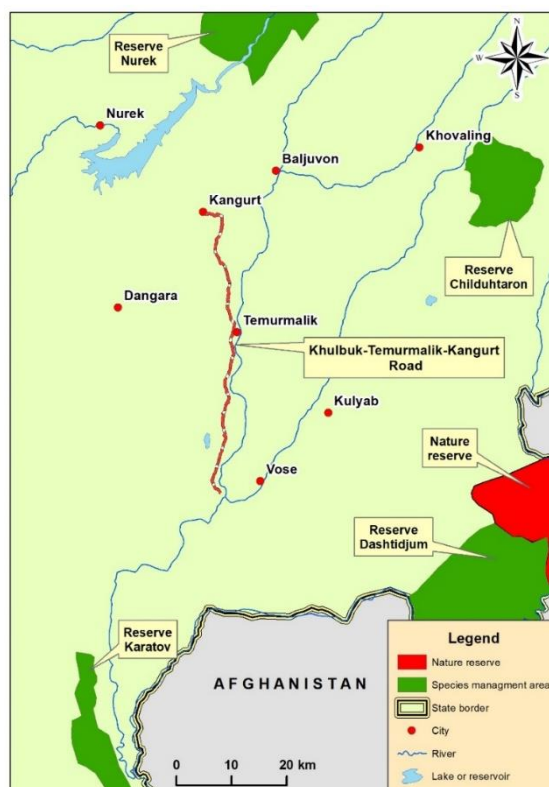 Reserve
Nurek
N
W
E
S
Nurek
Khovaling
Baljuvon
Kangurt
Reserve
Childuhtaron
Dangara
Temurmalik
Khulbuk-Temurmalik-Kangurt
Road
Kulyab
Nature
reserve
Vose
Reserve
Dashtidjum
Reserve
Karatov
AFGHANISTAN
0 10 20 km
Legend
Nature reserve
Species managment area
State border
City
River
Lake or reservoir